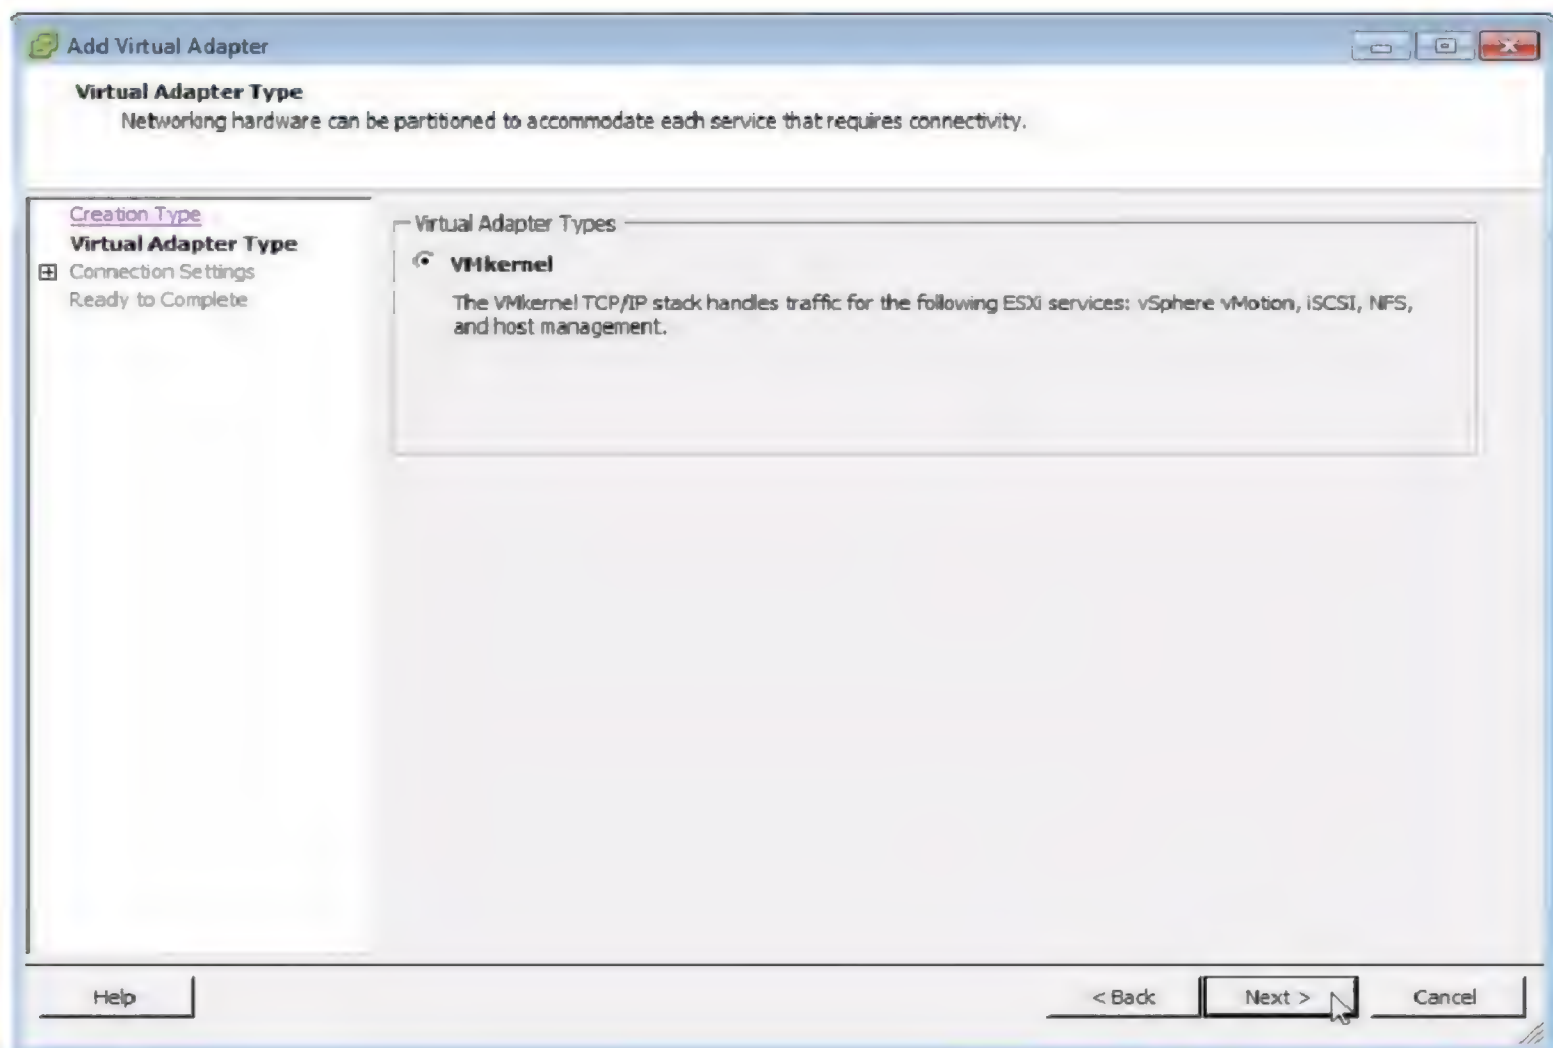 Add Virtual Adapter
Virtual Adapter Type
Networking hardware can be partitioned to accommodate each service that requires connectivity.
Creation Type
Virtual Adapter Type
Connection Settings
Ready to Complete
Virtual Adapter Types
VMkernel
The VMkernel TCP/IP stack handles traffic for the following ESXi services: vSphere vMotion, iSCSI, NFS,
and host management.
Help
< Back
Next >
Cancel